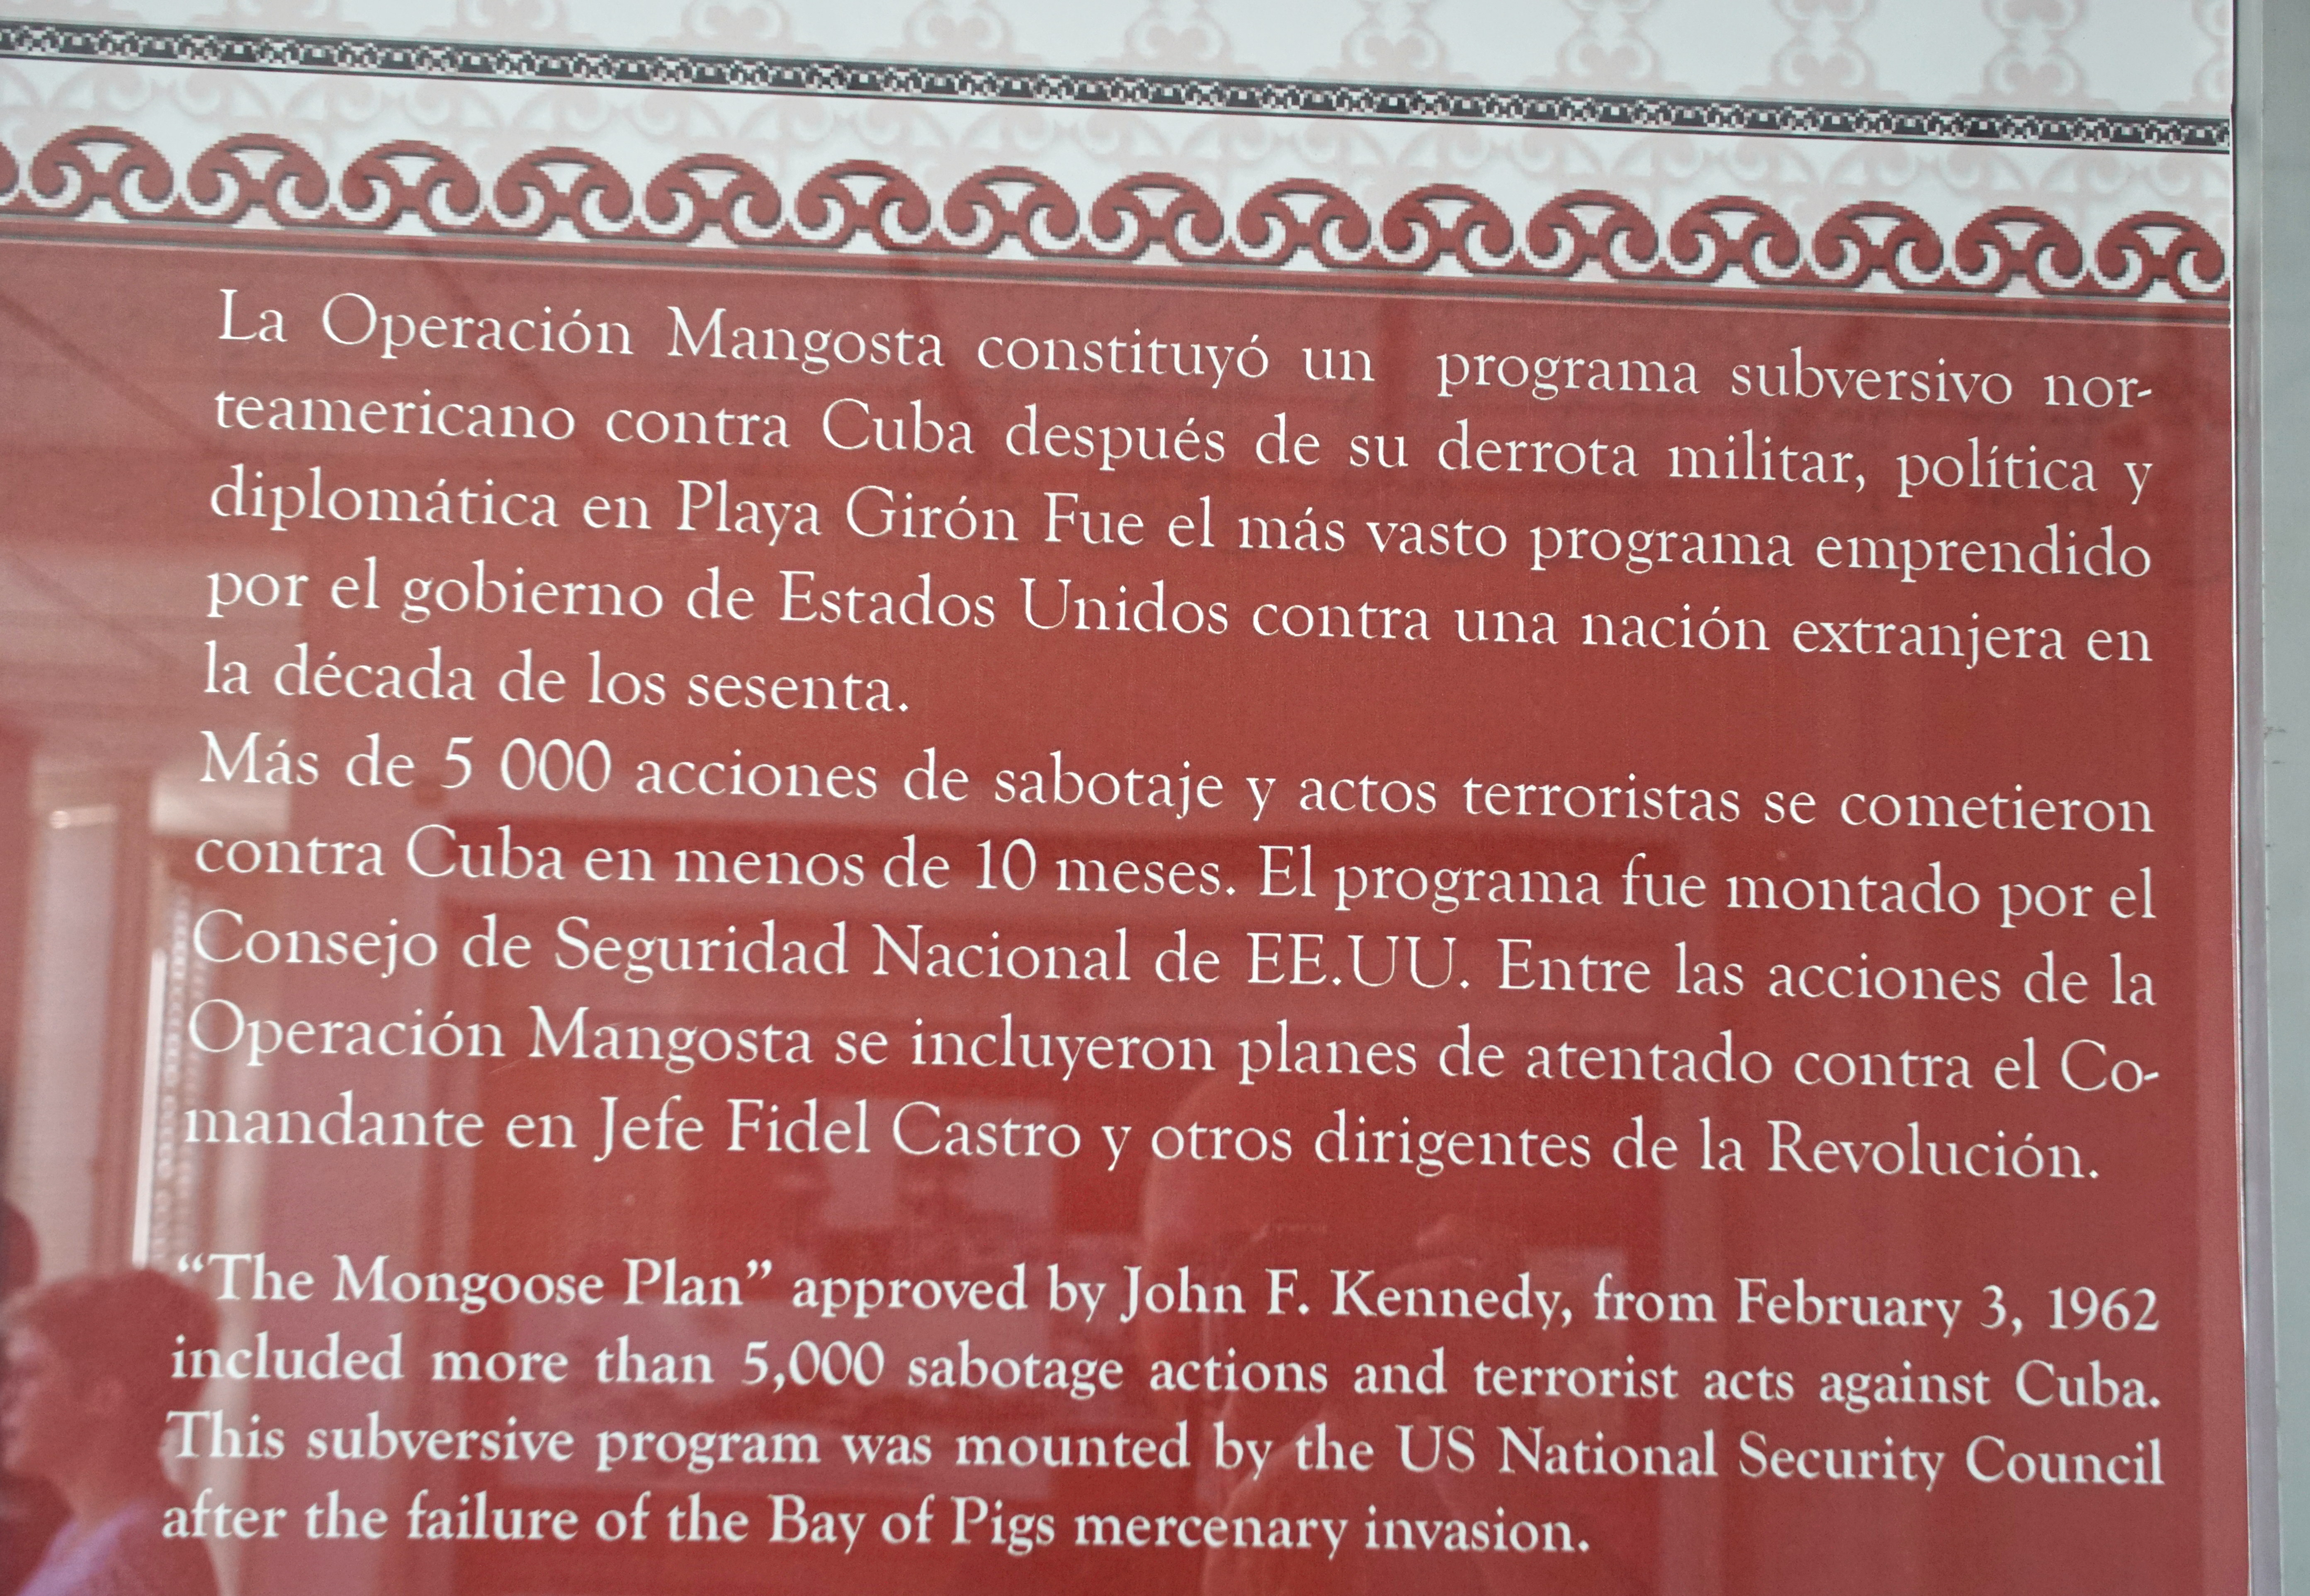 La Operación Mangosta constituyó un programa subversivo nor-
teamericano contra Cuba después de su derrota militar, política y
diplomática en Playa Girón Fue el más vasto programa emprendido
por el gobierno de Estados Unidos contra una nación extranjera en
la década de los sesenta.
Más de 5 000 acciones de sabotaje y actos terroristas se cometieron
contra Cuba en menos de 10 meses. El programa fue montado por el
Consejo de Seguridad Nacional de EE.UU. Entre las acciones de la
Operación Mangosta se incluyeron planes de atentado contra el Co-
mandante en Jefe Fidel Castro y otros dirigentes de la Revolución.
“The Mongoose Plan” approved by John F. Kennedy, from February 3, 1962
included more than 5,000 sabotage actions and terrorist acts against Cuba.
This subversive program was mounted by the US National Security Council
after the failure of the Bay of Pigs mercenary invasion.